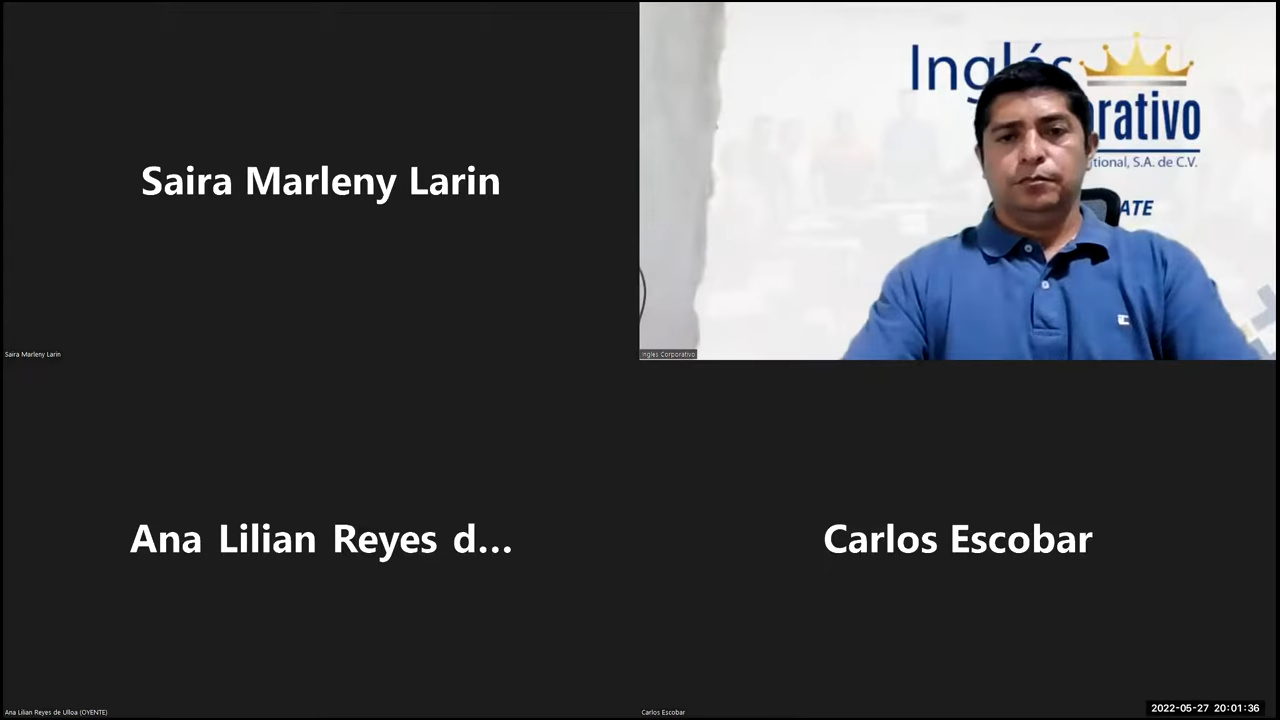 Saira Marleny Larin
Saira Marleny Larin
Inglés
orativo
tional, S.A. de C.V.
ATE
Ingles Corporativo
Ana Lilian Reyes d...
Ana Lilian Reyes de Ulloa (OYENTE)
Carlos Escobar
Carlos Escobar
2022-05-27 20:01:36